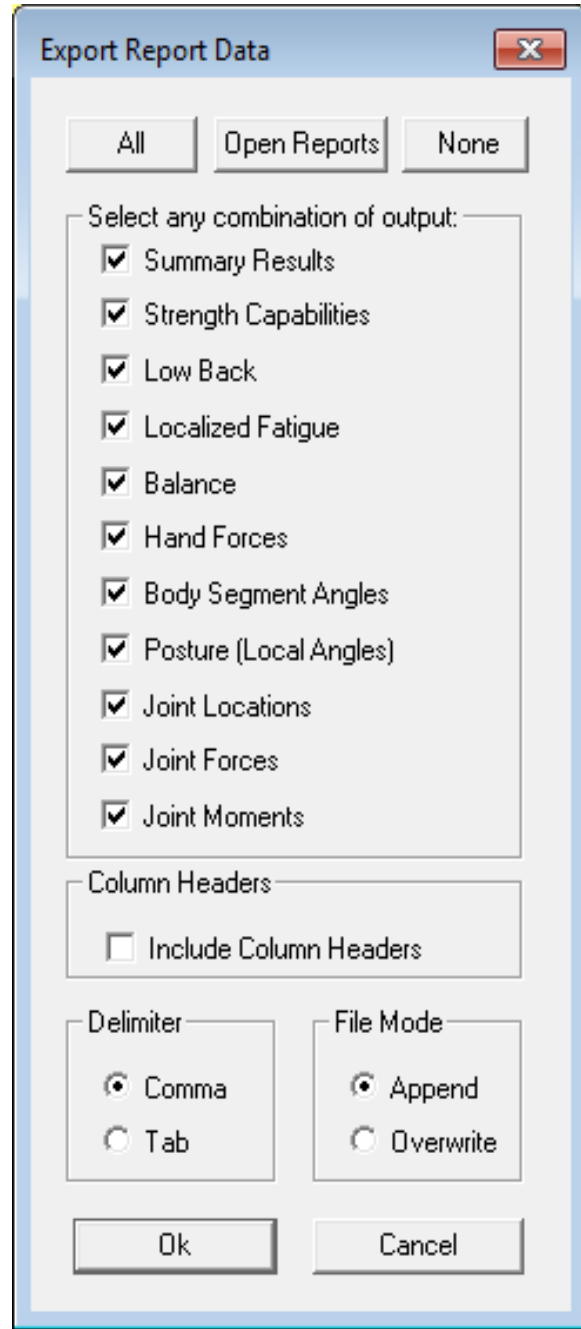 Export Report Data
All Open Reports None
Select any combination of output:
Summary Results
Strength Capabilities
Low Back
Localized Fatigue
Balance
Hand Forces
Body Segment Angles
Posture (Local Angles)
Joint Locations
Joint Forces
Joint Moments
Column Headers
Include Column Headers
Delimiter
Comma
Tab
File Mode
Append
Overwrite
Ok Cancel